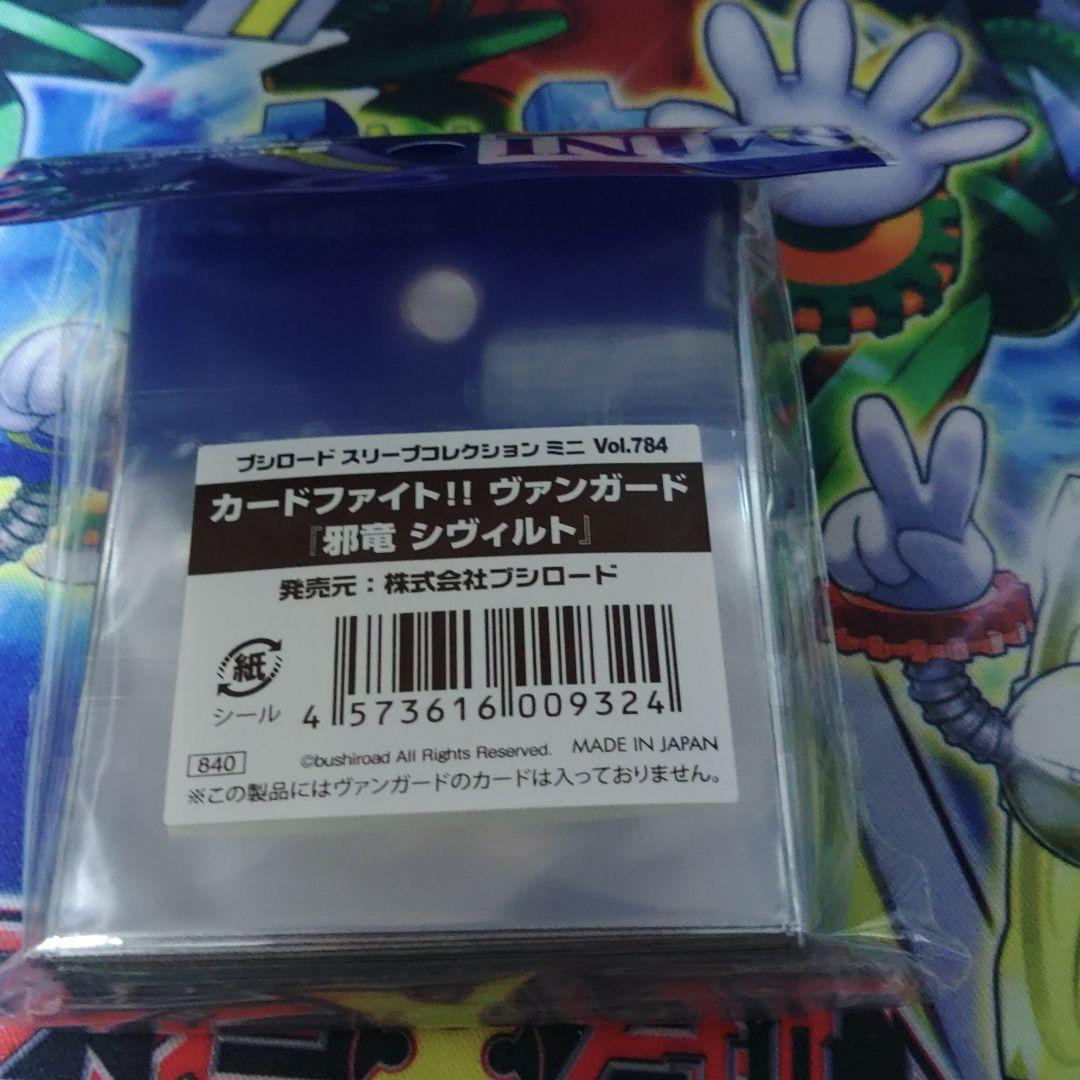 MINI
ブシロード スリーブコレクション ミニ Vol.784
カードファイト!! ヴァンガード
『邪竜 シヴィルト』
発売元：株式会社ブシロード
紙
シール
4 573616 009324
840
©bushiroad All Rights Reserved. MADE IN JAPAN
※この製品にはヴァンガードのカードは入っておりません。